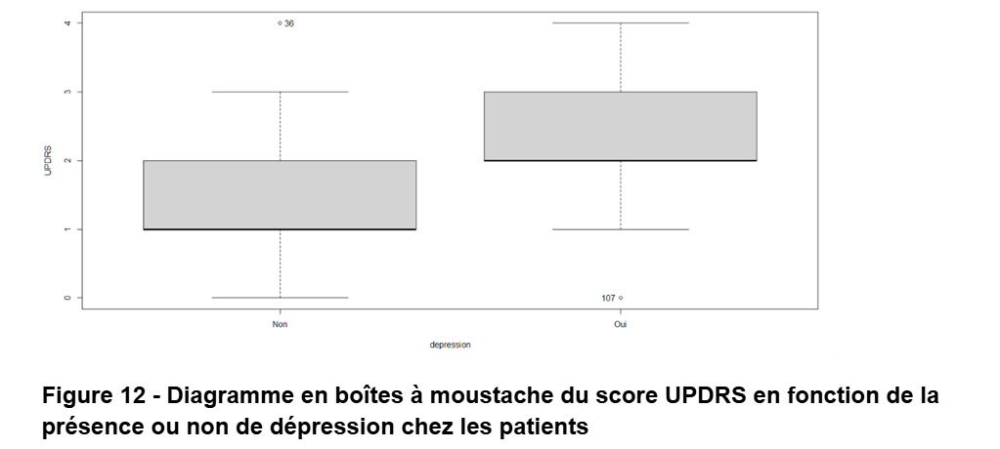 4
36
3
UPDRS
2
1
0
107
Non
Oui
depression
Figure 12 - Diagramme en boîtes à moustache du score UPDRS en fonction de la
présence ou non de dépression chez les patients